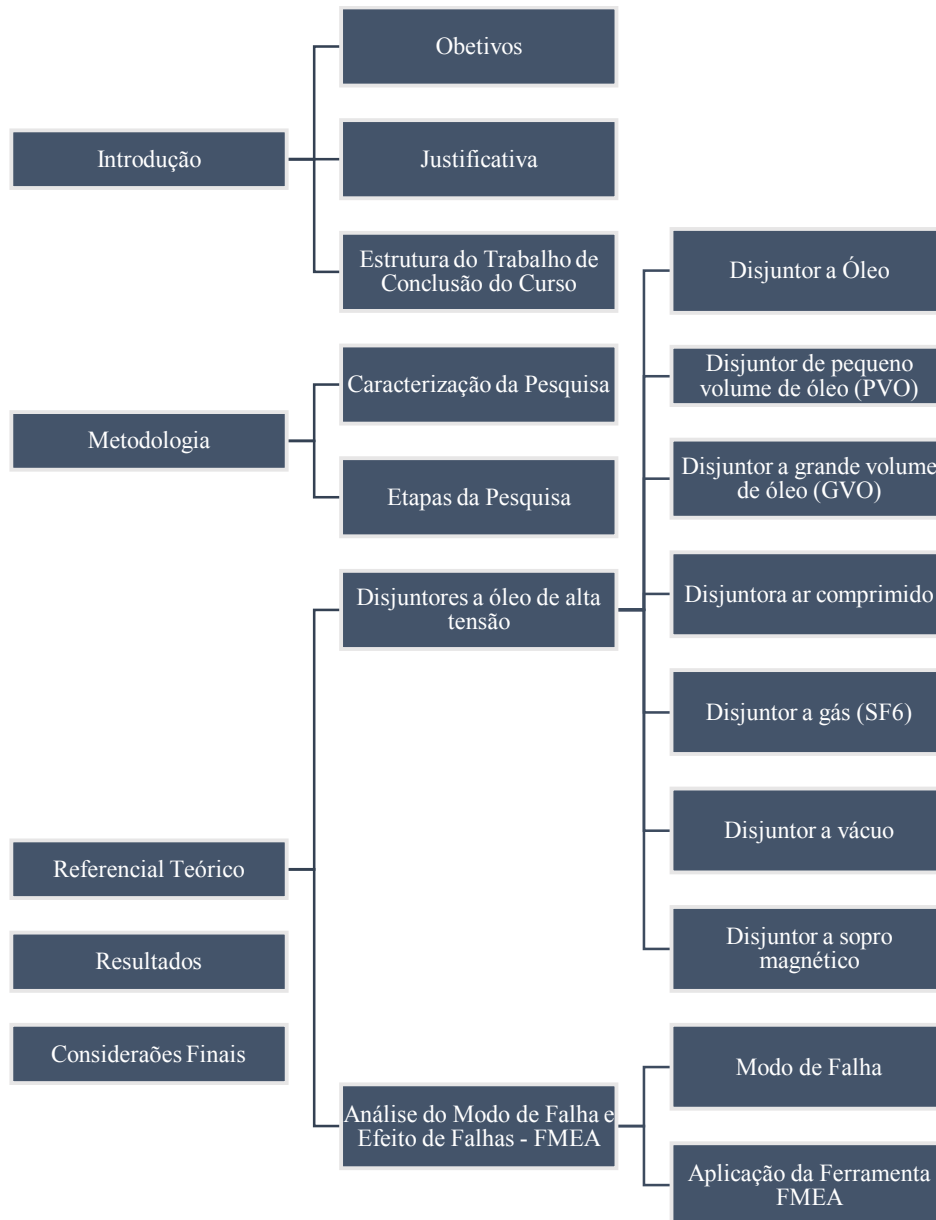 Introdução
Obetivos
Justificativa
Estrutura do Trabalho de
Conclusão do Curso
Metodologia
Caracterização da Pesquisa
Etapas da Pesquisa
Referencial Teórico
Disjuntores a óleo de alta
tensão
Disjuntor a Óleo
Disjuntor de pequeno
volume de óleo (PVO)
Disjuntor a grande volume
de óleo (GVO)
Disjuntora ar comprimido
Disjuntor a gás (SF6)
Disjuntor a vácuo
Disjuntor a sopro
magnético
Análise do Modo de Falha e
Efeito de Falhas - FMEA
Modo de Falha
Aplicação da Ferramenta
FMEA
Resultados
Consideraões Finais